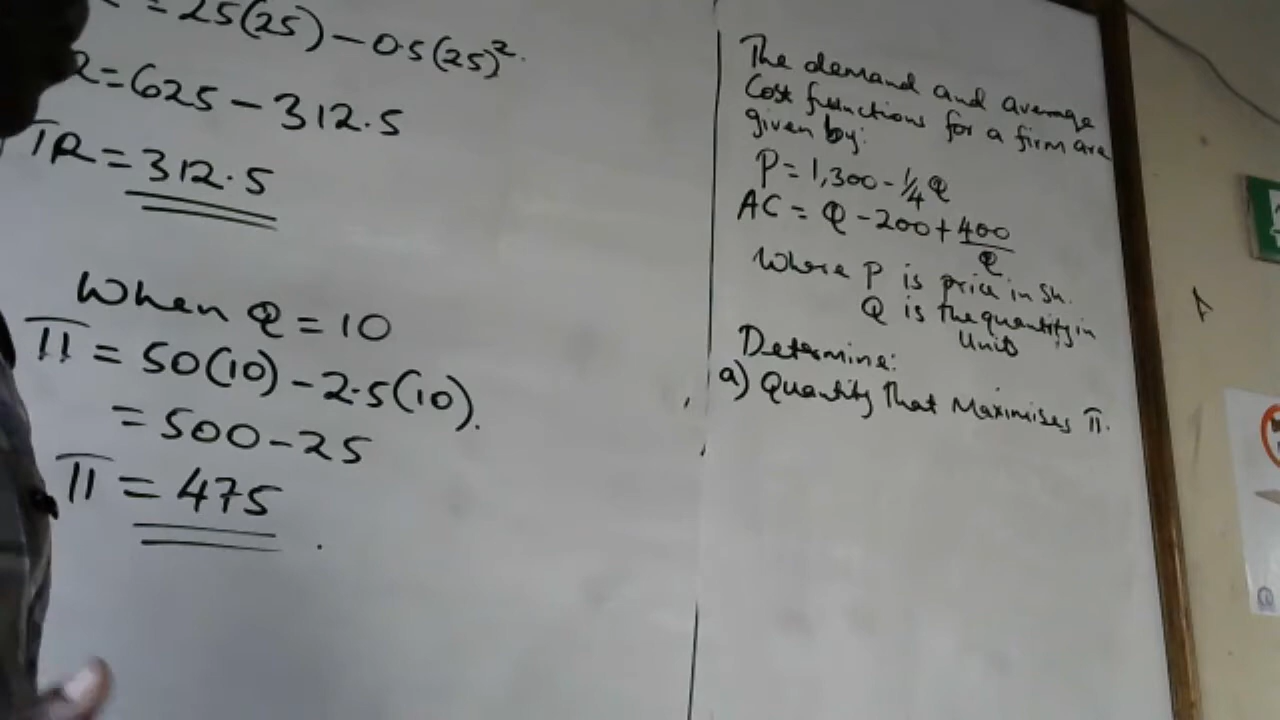 = 25(25) - 0.5(25)².
R = 625 - 312.5
TR = 312.5
When Q = 10
π = 50(10) - 2.5(10).
= 500 - 25
π = 475
The demand and average
Cost functions for a firm are
given by:
P = 1,300 - 1/4 Q
AC = Q - 200 + 400/Q
Where P is price in Sh.
Q is the quantity in
Units
Determine:
a) Quantity That Maximises π.